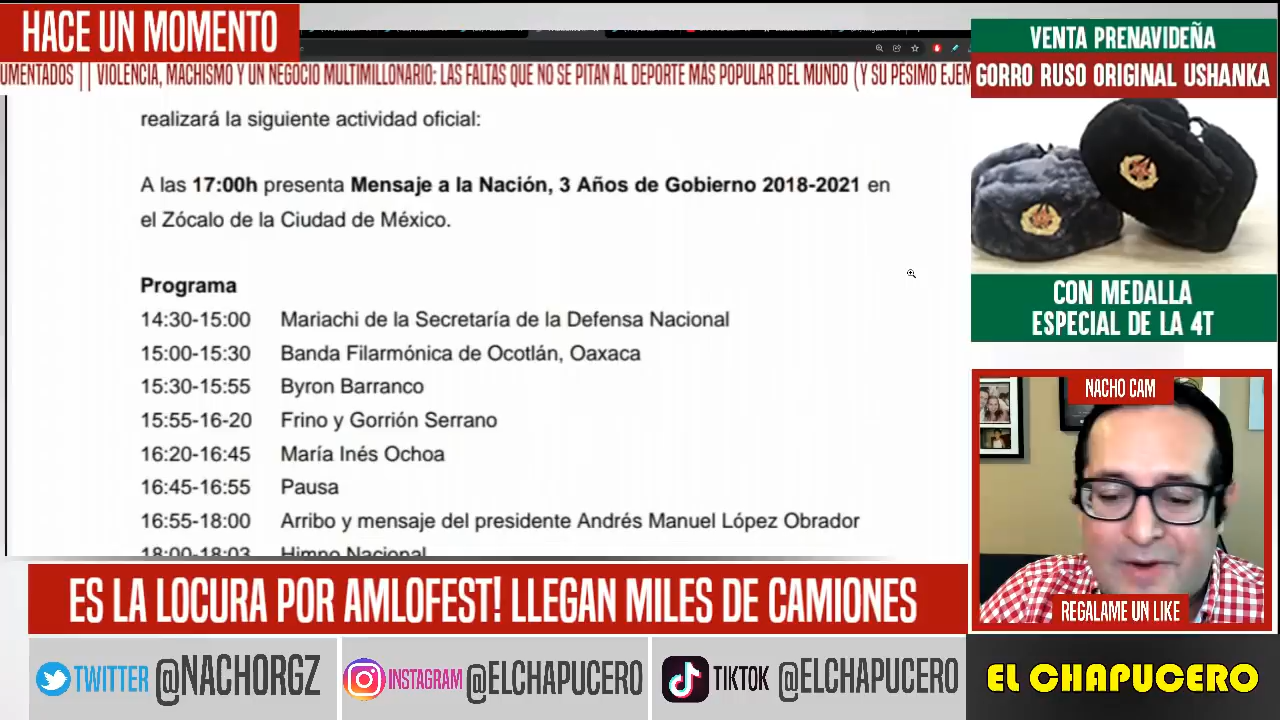 HACE UN MOMENTO
UMENTADOS || VIOLENCIA, MACHISMO Y UN NEGOCIO MULTIMILLONARIO: LAS FALTAS QUE NO SE PITAN AL DEPORTE MÁS POPULAR DEL MUNDO (Y SU PÉSIMO EJEM
realizará la siguiente actividad oficial:
A las 17:00h presenta Mensaje a la Nación, 3 Años de Gobierno 2018-2021 en
el Zócalo de la Ciudad de México.
Programa
14:30-15:00 Mariachi de la Secretaría de la Defensa Nacional
15:00-15:30 Banda Filarmónica de Ocotlán, Oaxaca
15:30-15:55 Byron Barranco
15:55-16-20 Frino y Gorrión Serrano
16:20-16:45 María Inés Ochoa
16:45-16:55 Pausa
16:55-18:00 Arribo y mensaje del presidente Andrés Manuel López Obrador
18:00-18:03 Himno Nacional
VENTA PRENAVIDEÑA
GORRO RUSO ORIGINAL USHANKA
CON MEDALLA
ESPECIAL DE LA 4T
NACHO CAM
REGALAME UN LIKE
ES LA LOCURA POR AMLOFEST! LLEGAN MILES DE CAMIONES
TWITTER @NACHORGZ
INSTAGRAM @ELCHAPUCERO
TIKTOK @ELCHAPUCERO
EL CHAPUCERO